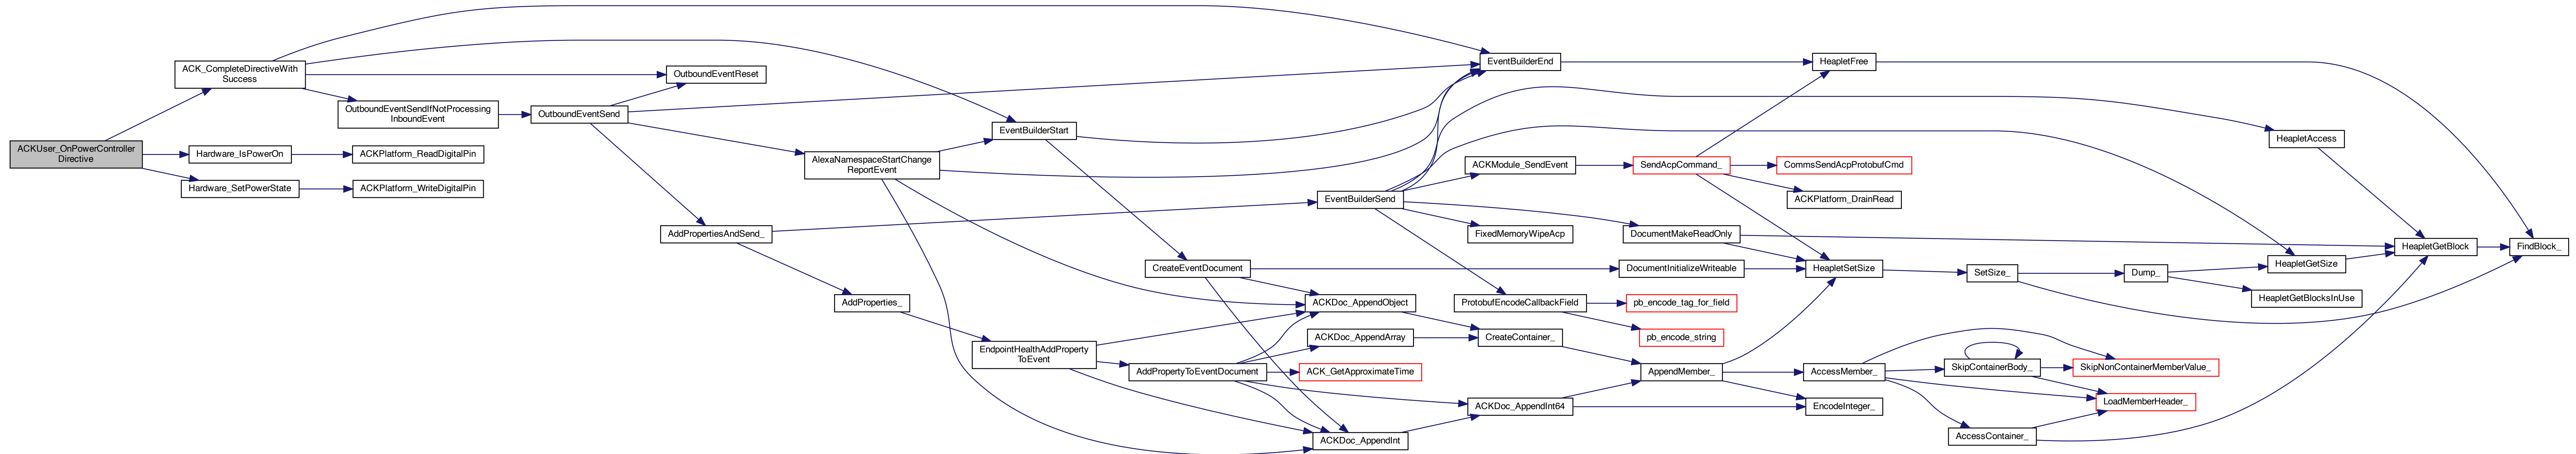 ACKUser_OnPowerController
Directive
ACK_CompleteDirectiveWith
Success
Hardware_IsPowerOn
Hardware_SetPowerState
OutboundEventSendIfNotProcessing
InboundEvent
ACKPlatform_ReadDigitalPin
ACKPlatform_WriteDigitalPin
OutboundEventReset
OutboundEventSend
AddPropertiesAndSend_
AlexaNamespaceStartChange
ReportEvent
AddProperties_
EventBuilderStart
EndpointHealthAddProperty
ToEvent
CreateEventDocument
AddPropertyToEventDocument
EventBuilderSend
ACKDoc_AppendObject
ACKDoc_AppendArray
ACK_GetApproximateTime
ACKDoc_AppendInt
EventBuilderEnd
ACKModule_SendEvent
FixedMemoryWipeAcp
ProtobufEncodeCallbackField
CreateContainer_
ACKDoc_AppendInt64
SendAcpCommand_
DocumentMakeReadOnly
DocumentInitializeWriteable
pb_encode_tag_for_field
pb_encode_string
AppendMember_
HeapletFree
CommsSendAcpProtobufCmd
ACKPlatform_DrainRead
HeapletSetSize
AccessMember_
EncodeInteger_
SetSize_
SkipContainerBody_
AccessContainer_
Dump_
SkipNonContainerMemberValue_
LoadMemberHeader_
HeapletAccess
HeapletGetSize
HeapletGetBlocksInUse
HeapletGetBlock
FindBlock_